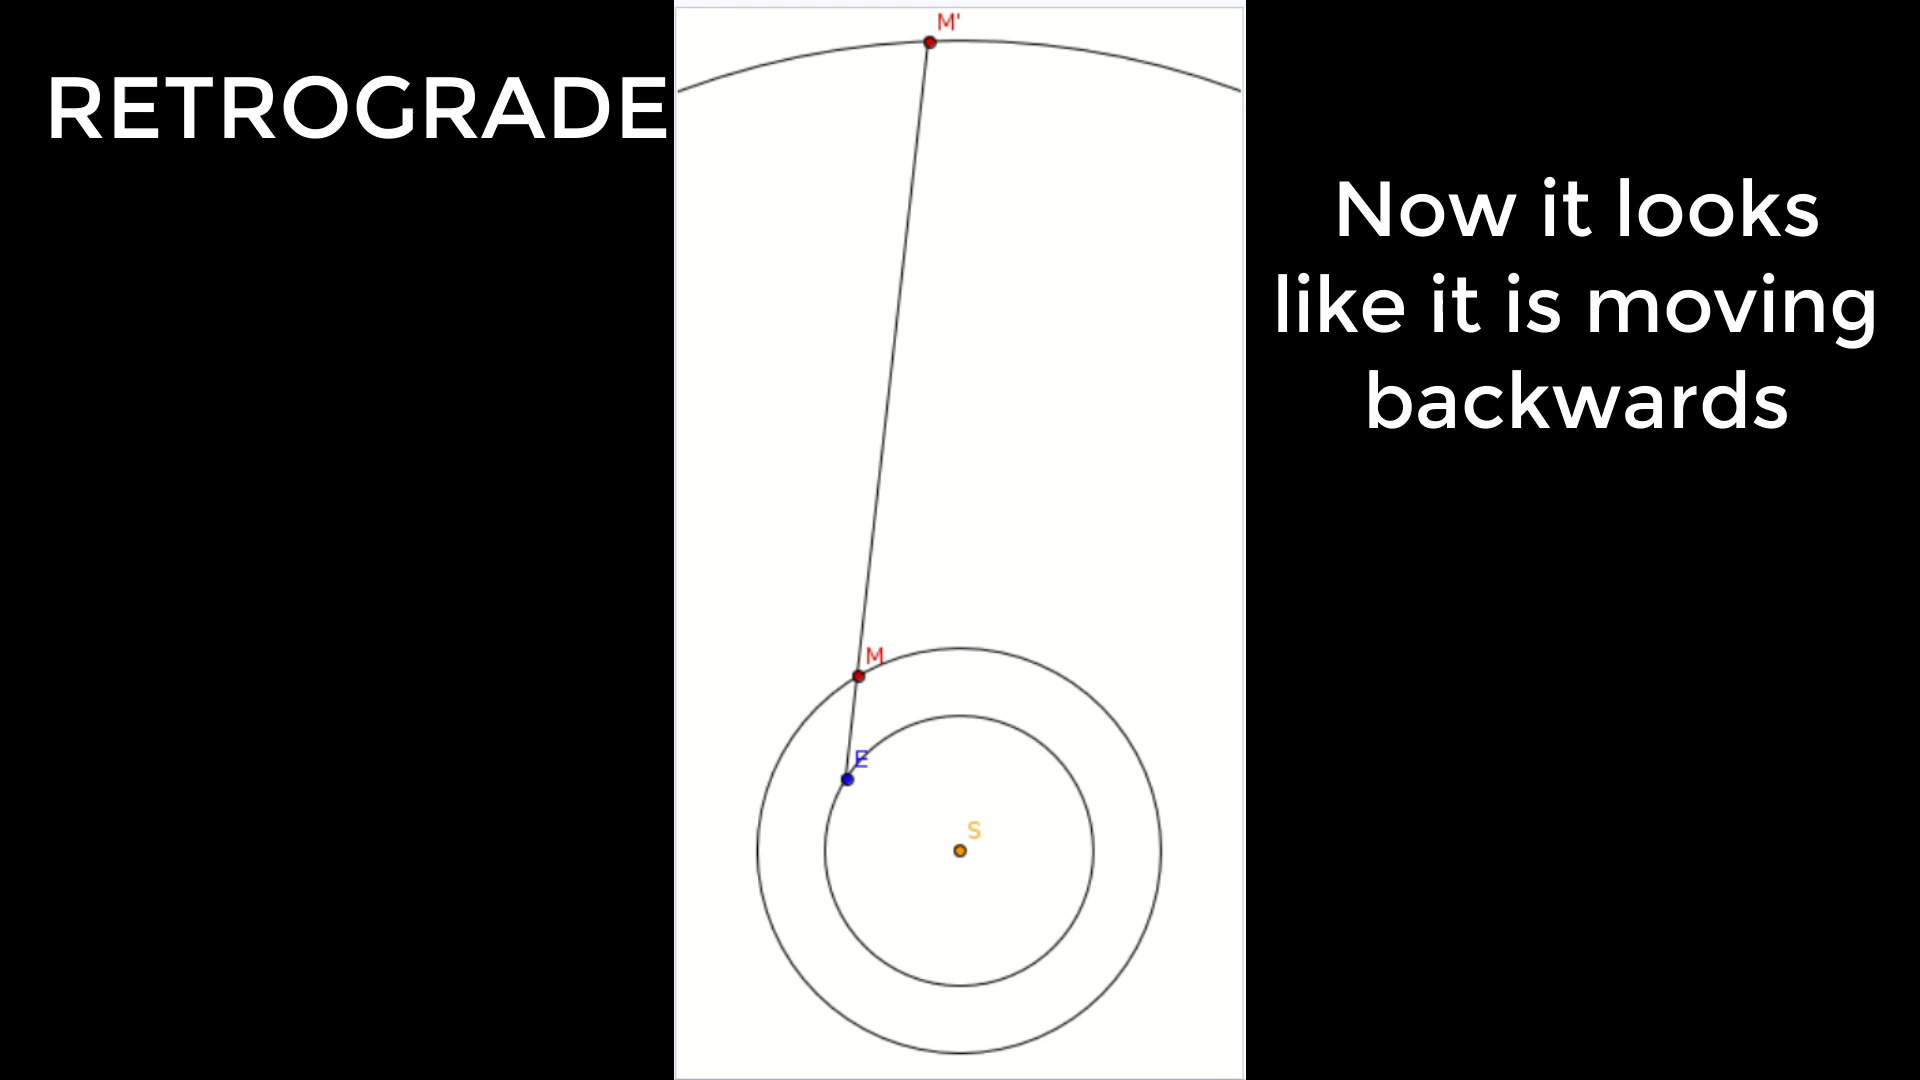 RETROGRADE
Now it looks
like it is moving
backwards
M'
M
E
S